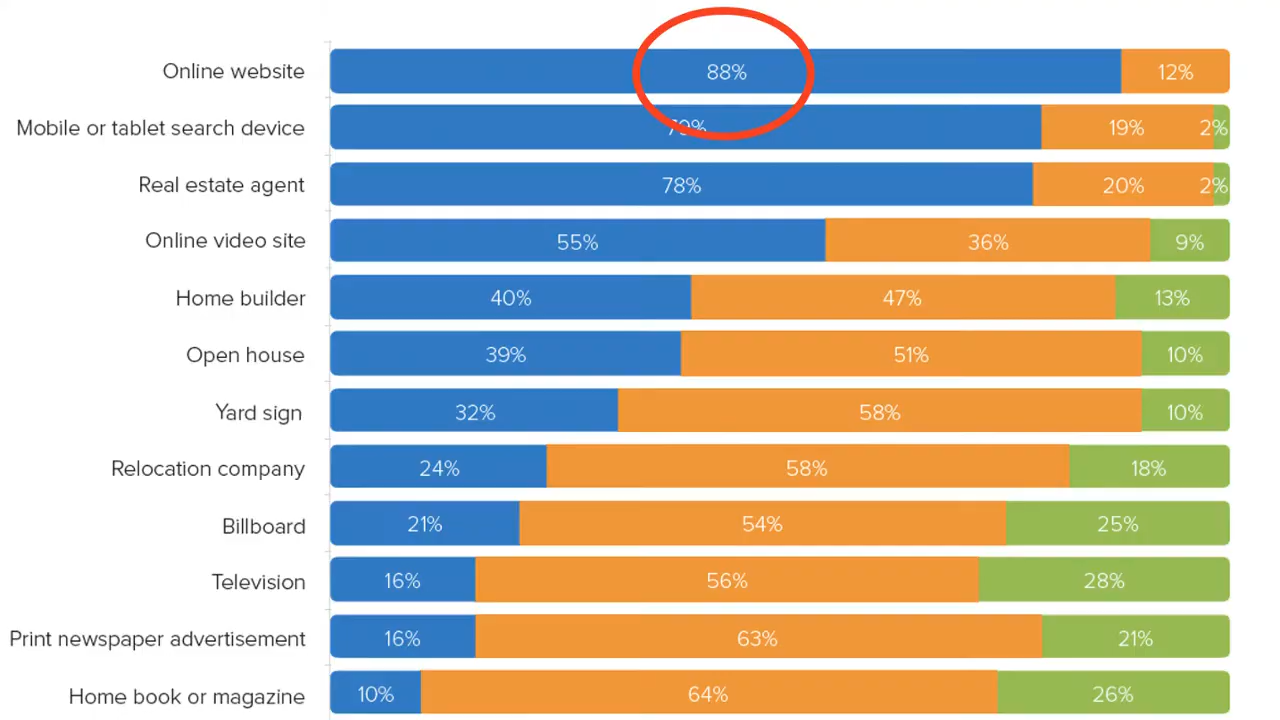 Online website 88% 12%
Mobile or tablet search device 79% 19% 2%
Real estate agent 78% 20% 2%
Online video site 55% 36% 9%
Home builder 40% 47% 13%
Open house 39% 51% 10%
Yard sign 32% 58% 10%
Relocation company 24% 58% 18%
Billboard 21% 54% 25%
Television 16% 56% 28%
Print newspaper advertisement 16% 63% 21%
Home book or magazine 10% 64% 26%